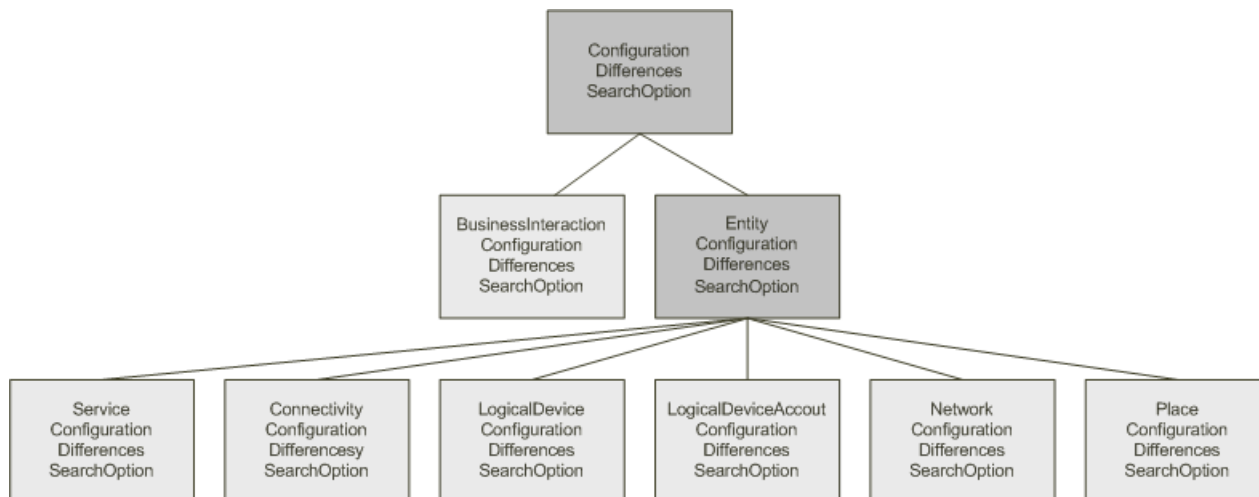 Configuration
Differences
SearchOption
BusinessInteraction
Configuration
Differences
SearchOption
Entity
Configuration
Differences
SearchOption
Service
Configuration
Differences
SearchOption
Connectivity
Configuration
Differencesy
SearchOption
LogicalDevice
Configuration
Differences
SearchOption
LogicalDeviceAccout
Configuration
Differences
SearchOption
Network
Configuration
Differences
SearchOption
Place
Configuration
Differences
SearchOption